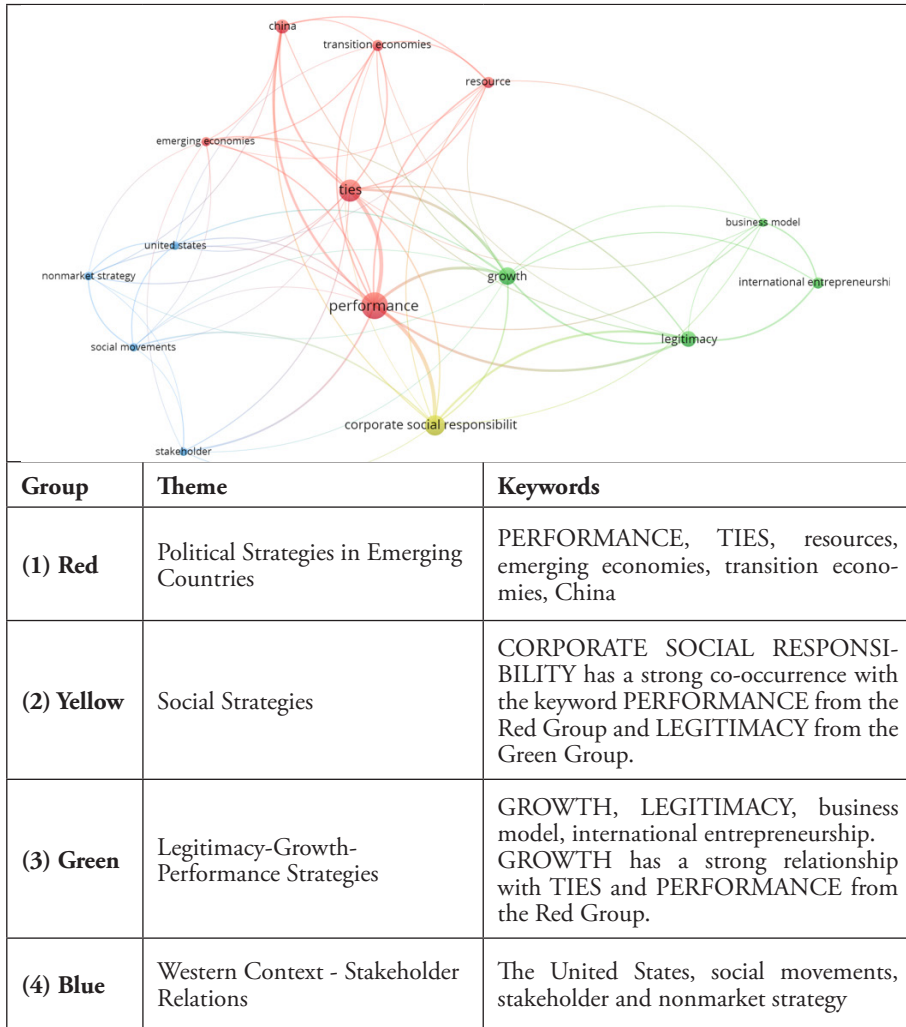 china
transition economies
resource
emerging economies
ties
business model
united states
nonmarket strategy
growth
international entrepreneurshi
performance
social movements
legitimacy
corporate social responsibilit
stakeholder
Group Theme Keywords
(1) Red
Political Strategies in Emerging
Countries
PERFORMANCE, TIES, resources,
emerging economies, transition econo-
mies, China
(2) Yellow
Social Strategies
CORPORATE SOCIAL RESPONSI-
BILITY has a strong co-occurrence with
the keyword PERFORMANCE from the
Red Group and LEGITIMACY from the
Green Group.
(3) Green
Legitimacy-Growth-
Performance Strategies
GROWTH, LEGITIMACY, business
model, international entrepreneurship.
GROWTH has a strong relationship
with TIES and PERFORMANCE from
the Red Group.
(4) Blue
Western Context - Stakeholder
Relations
The United States, social movements,
stakeholder and nonmarket strategy